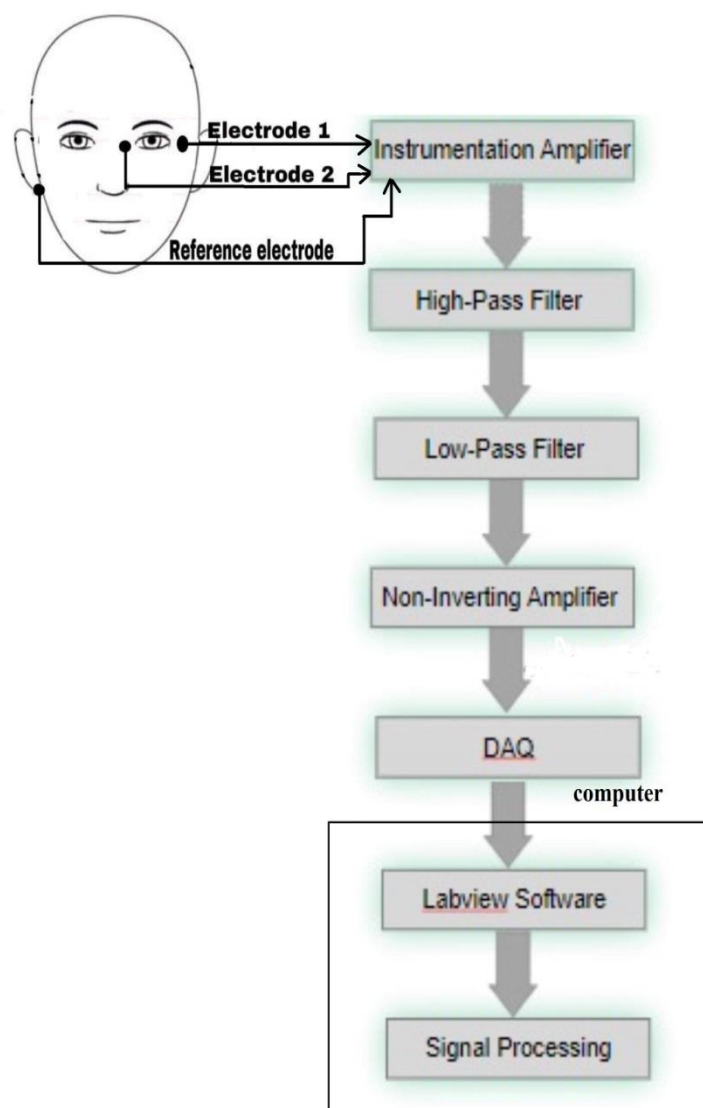 Electrode 1
Instrumentation Amplifier
Electrode 2
Reference electrode
High-Pass Filter
Low-Pass Filter
Non-Inverting Amplifier
DAQ
computer
Labview Software
Signal Processing